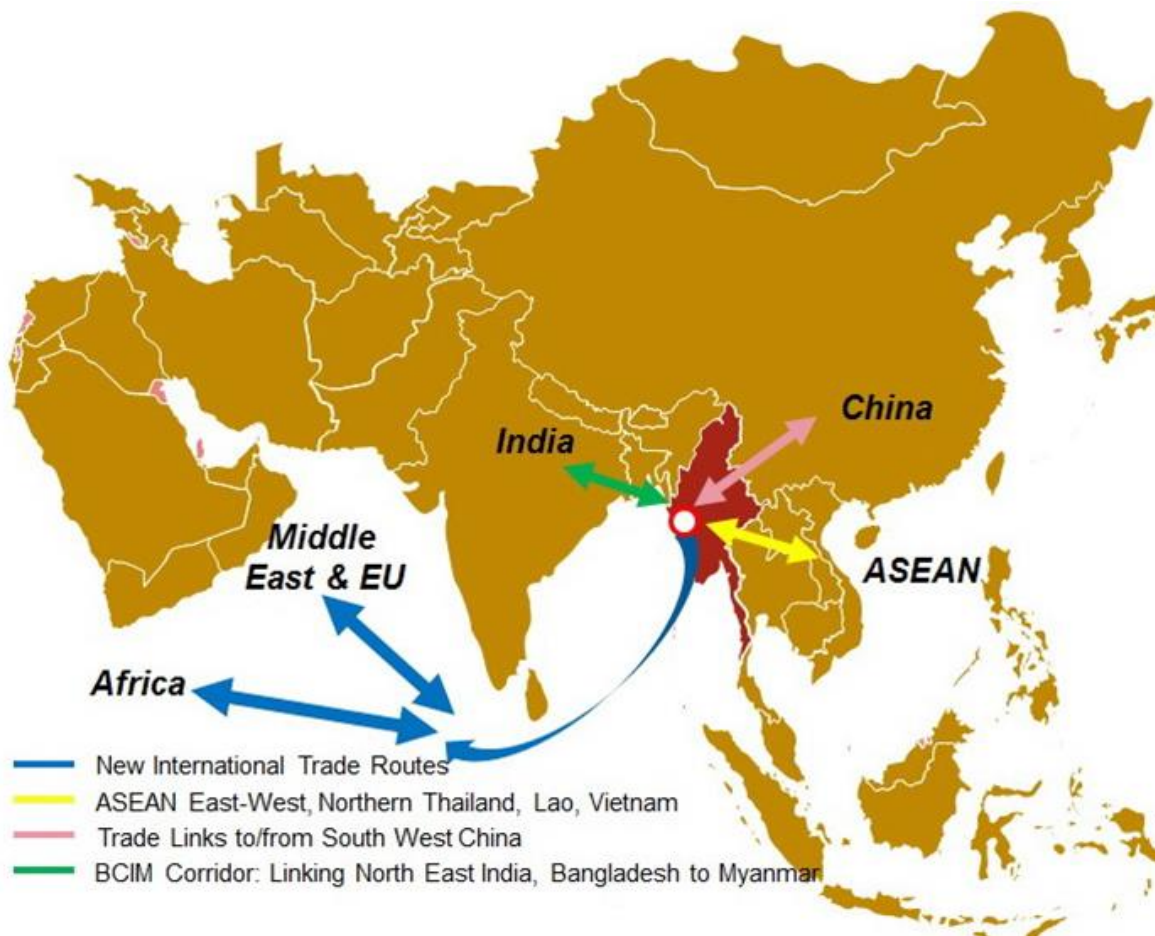 China
India
ASEAN
Middle
East & EU
Africa
New International Trade Routes
ASEAN East-West, Northern Thailand, Lao, Vietnam
Trade Links to/from South West China
BCIM Corridor: Linking North East India, Bangladesh to Myanmar